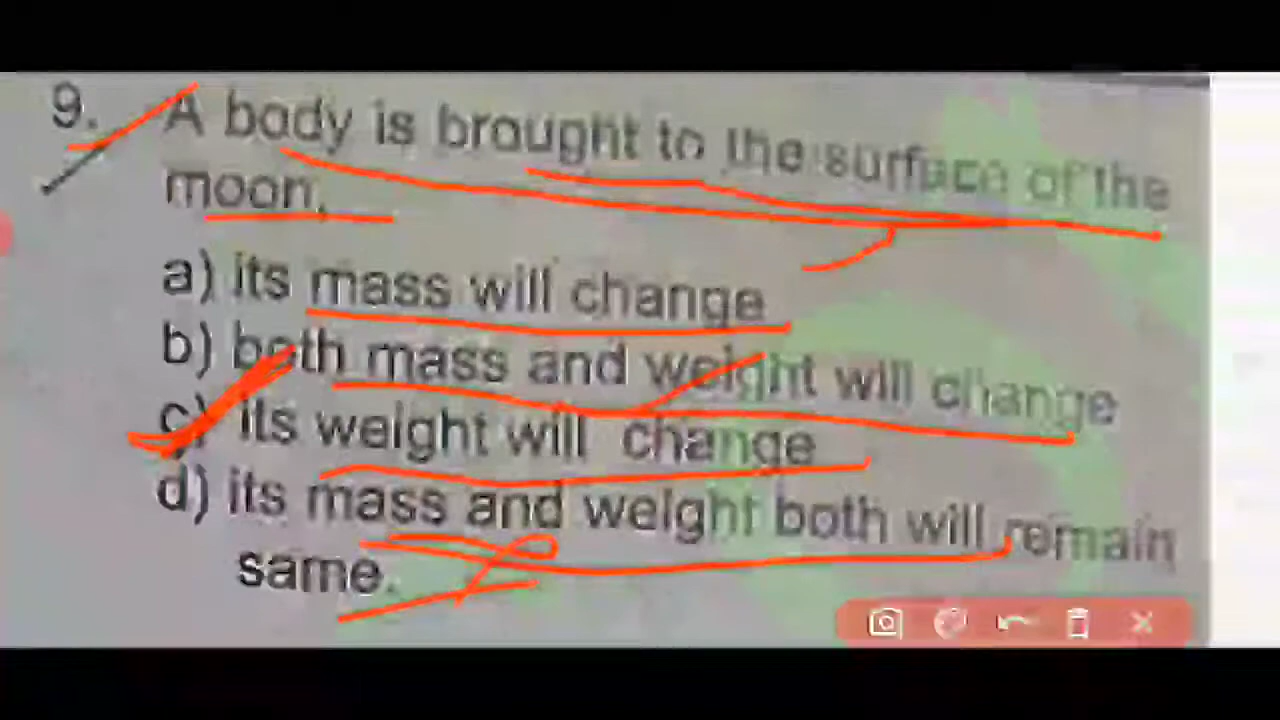 9. A body is brought to the surface of the
moon,
a) its mass will change
b) both mass and weight will change
c) its weight will change
d) its mass and weight both will remain
same.